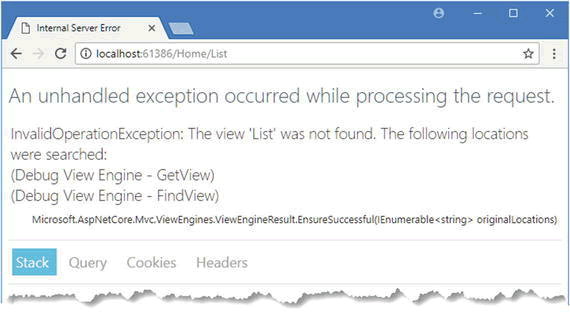 Internal Server Error
localhost:61386/Home/List
An unhandled exception occurred while processing the request.
InvalidOperationException: The view 'List' was not found. The following locations
were searched:
(Debug View Engine - GetView)
(Debug View Engine - FindView)
Microsoft.AspNetCore.Mvc.ViewEngines.ViewEngineResult.EnsureSuccessful(IEnumerable<string> originalLocations)
Stack Query Cookies Headers